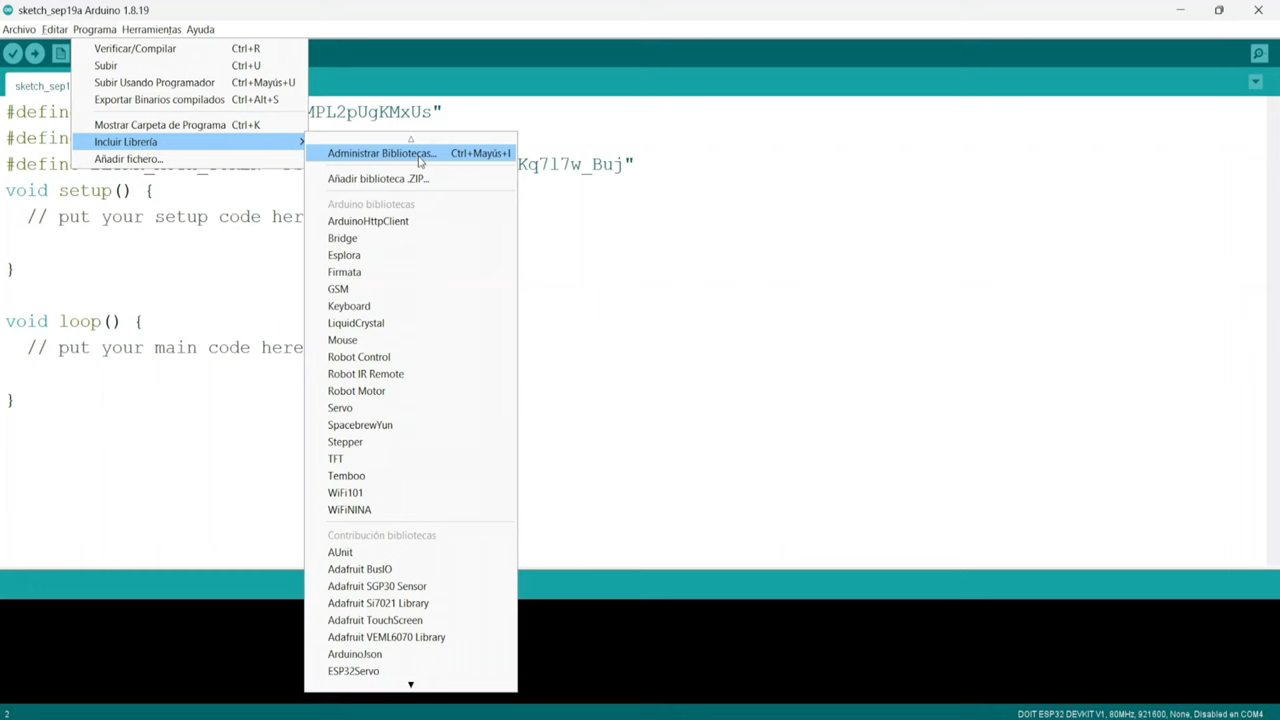 sketch_sep19a Arduino 1.8.19
Archivo Editar Programa Herramientas Ayuda
Verificar/Compilar Ctrl+R
Subir Ctrl+U
Subir Usando Programador Ctrl+Mayús+U
Exportar Binarios compilados Ctrl+Alt+S
Mostrar Carpeta de Programa Ctrl+K
Incluir Librería
Añadir fichero...
sketch_sep1
#defin MPL2pUgKMxUs"
#defin
#define Kq7l7w_Buj"
void setup() {
// put your setup code her
}
void loop() {
// put your main code here
}
Administrar Bibliotecas... Ctrl+Mayús+I
Añadir biblioteca .ZIP...
Arduino bibliotecas
ArduinoHttpClient
Bridge
Esplora
Firmata
GSM
Keyboard
LiquidCrystal
Mouse
Robot Control
Robot IR Remote
Robot Motor
Servo
SpacebrewYun
Stepper
TFT
Temboo
WiFi101
WiFiNINA
Contribución bibliotecas
AUnit
Adafruit BusIO
Adafruit SGP30 Sensor
Adafruit Si7021 Library
Adafruit TouchScreen
Adafruit VEML6070 Library
ArduinoJson
ESP32Servo
2 DOIT ESP32 DEVKIT V1, 80MHz, 921600, None, Disabled en COM4